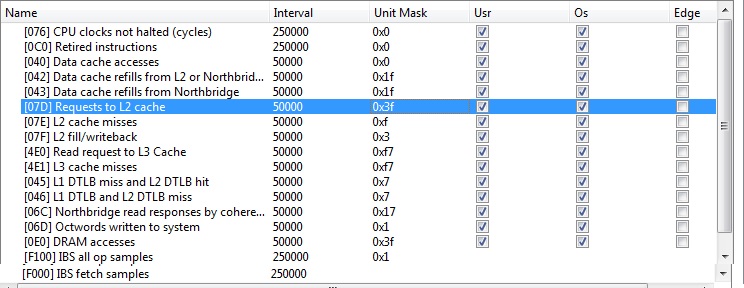 Name Interval Unit Mask Usr Os Edge
[076] CPU clocks not halted (cycles) 250000 0x0
[0C0] Retired instructions 250000 0x0
[040] Data cache accesses 50000 0x0
[042] Data cache refills from L2 or Northbrid... 50000 0x1f
[043] Data cache refills from Northbridge 50000 0x1f
[07D] Requests to L2 cache 50000 0x3f
[07E] L2 cache misses 50000 0xf
[07F] L2 fill/writeback 50000 0x3
[4E0] Read request to L3 Cache 50000 0xf7
[4E1] L3 cache misses 50000 0xf7
[045] L1 DTLB miss and L2 DTLB hit 50000 0x7
[046] L1 DTLB and L2 DTLB miss 50000 0x7
[06C] Northbridge read responses by cohere... 50000 0x17
[06D] Octwords written to system 50000 0x1
[0E0] DRAM accesses 50000 0x3f
[F100] IBS all op samples 250000 0x1
[F000] IBS fetch samples 250000